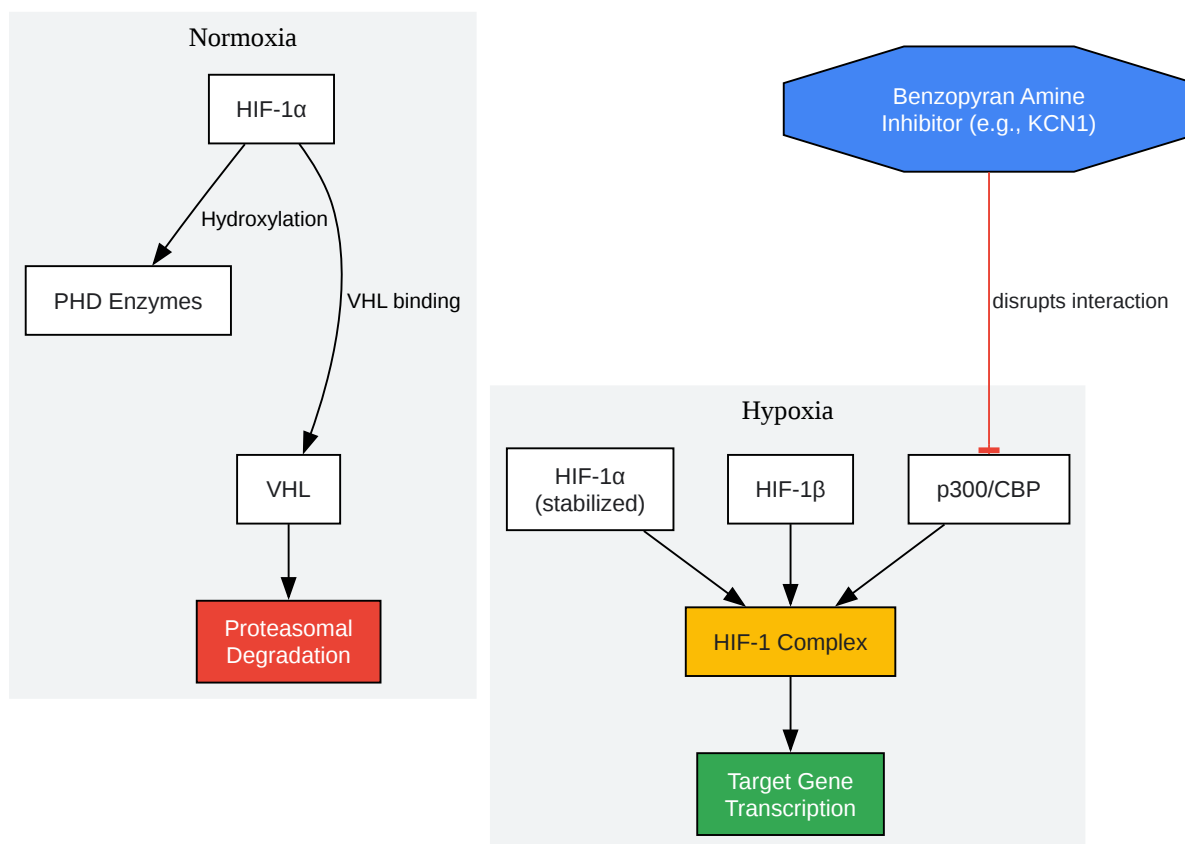 Normoxia
HIF-1α
Hydroxylation
PHD Enzymes
VHL binding
VHL
Proteasomal
Degradation
Benzopyran Amine
Inhibitor (e.g., KCN1)
disrupts interaction
Hypoxia
HIF-1α
(stabilized)
HIF-1β
p300/CBP
HIF-1 Complex
Target Gene
Transcription